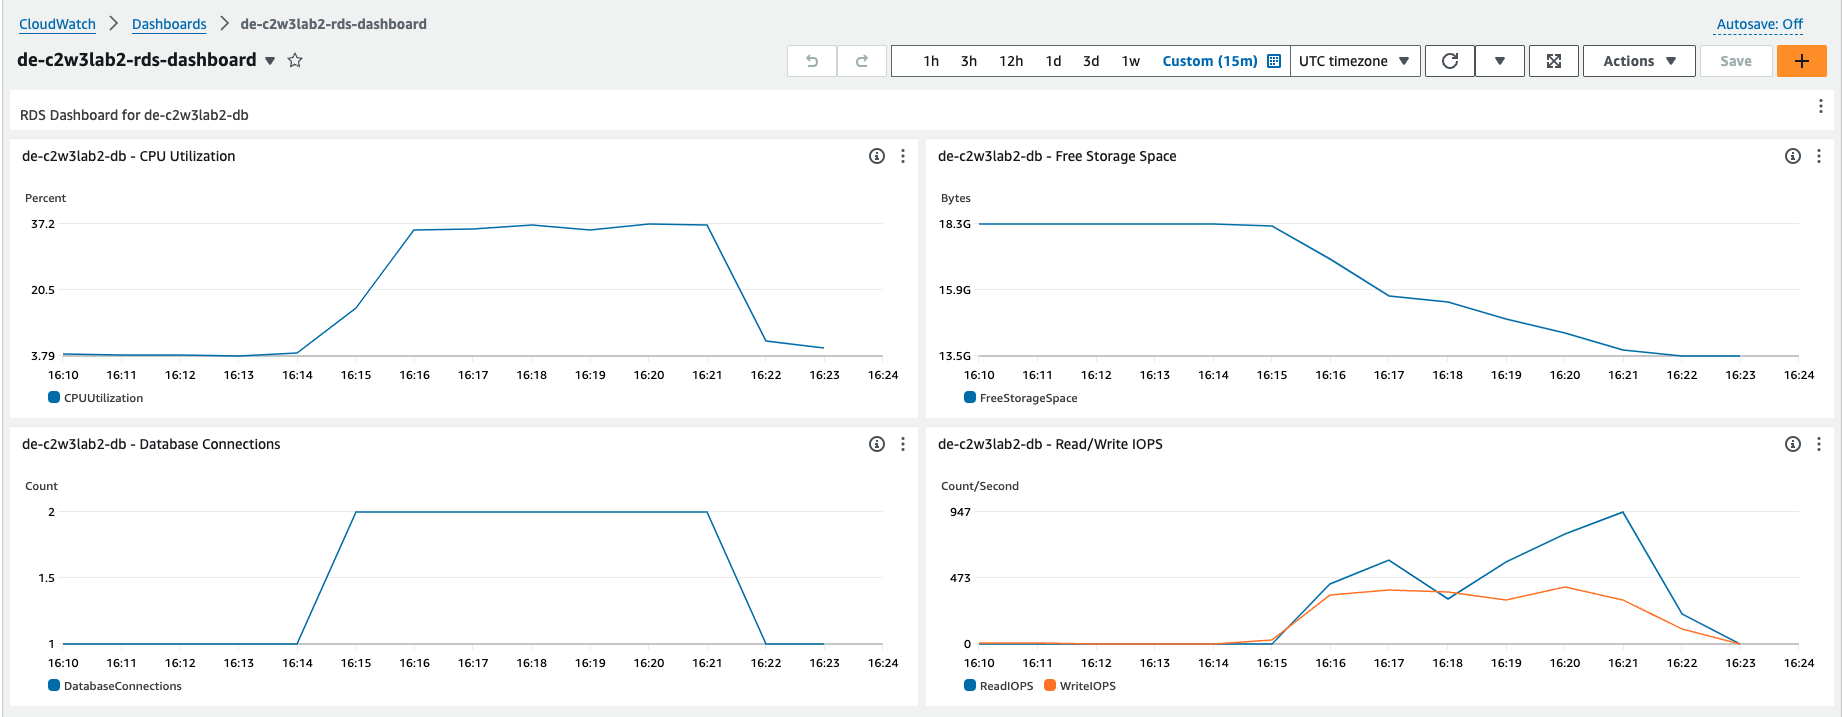 CloudWatch > Dashboards > de-c2w3lab2-rds-dashboard
Autosave: Off
de-c2w3lab2-rds-dashboard
1h 3h 12h 1d 3d 1w Custom (15m) UTC timezone Actions Save +
RDS Dashboard for de-c2w3lab2-db
de-c2w3lab2-db - CPU Utilization
Percent
37.2
20.5
3.79
16:10 16:11 16:12 16:13 16:14 16:15 16:16 16:17 16:18 16:19 16:20 16:21 16:22 16:23 16:24
CPUUtilization
de-c2w3lab2-db - Free Storage Space
Bytes
18.3G
15.9G
13.5G
16:10 16:11 16:12 16:13 16:14 16:15 16:16 16:17 16:18 16:19 16:20 16:21 16:22 16:23 16:24
FreeStorageSpace
de-c2w3lab2-db - Database Connections
Count
2
1.5
1
16:10 16:11 16:12 16:13 16:14 16:15 16:16 16:17 16:18 16:19 16:20 16:21 16:22 16:23 16:24
DatabaseConnections
de-c2w3lab2-db - Read/Write IOPS
Count/Second
947
473
0
16:10 16:11 16:12 16:13 16:14 16:15 16:16 16:17 16:18 16:19 16:20 16:21 16:22 16:23 16:24
ReadIOPS WriteIOPS